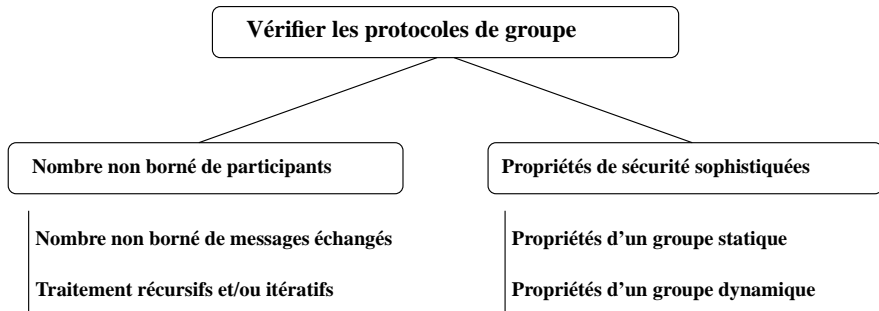 Vérifier les protocoles de groupe
Nombre non borné de participants
Propriétés de sécurité sophistiquées
Nombre non borné de messages échangés
Traitement récursifs et/ou itératifs
Propriétés d'un groupe statique
Propriétés d'un groupe dynamique